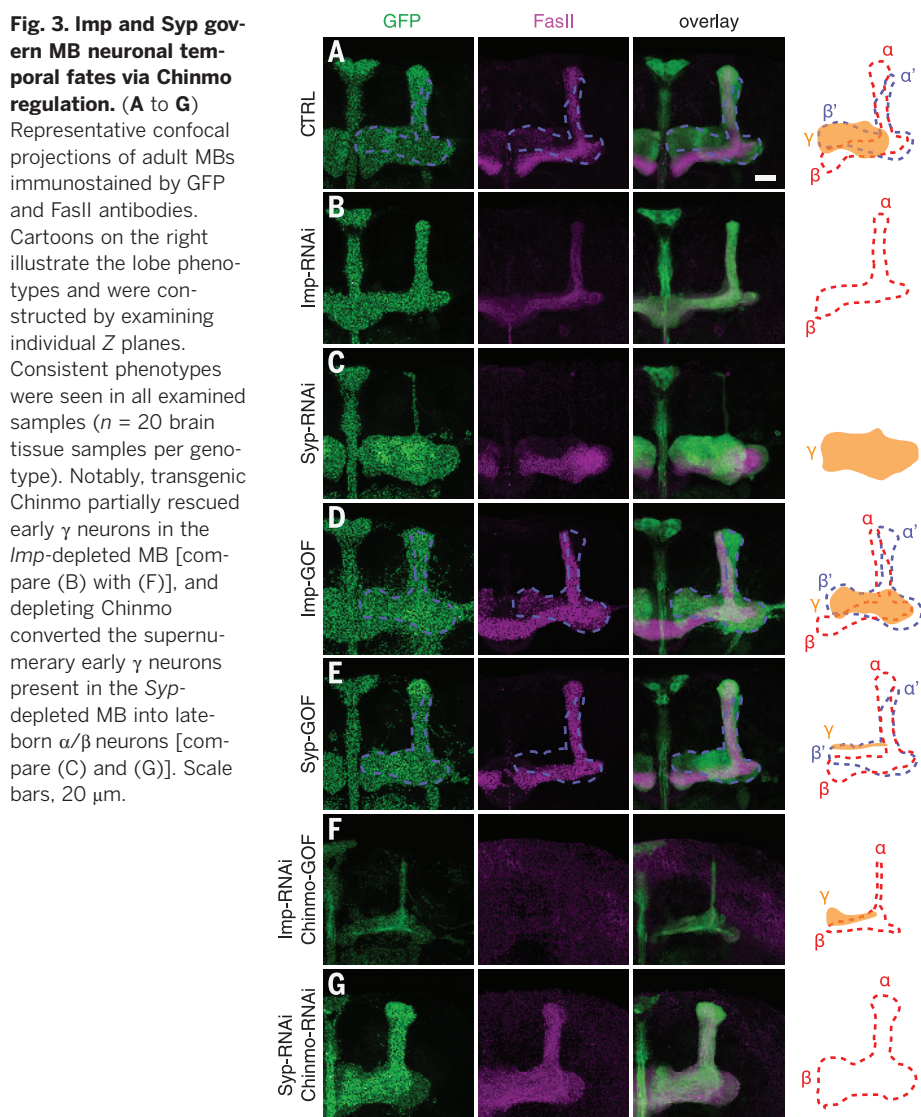 Fig. 3. Imp and Syp gov-
ern MB neuronal tem-
poral fates via Chinmo
regulation. (A to G)
Representative confocal
projections of adult MBs
immunostained by GFP
and FasII antibodies.
Cartoons on the right
illustrate the lobe pheno-
types and were con-
structed by examining
individual Z planes.
Consistent phenotypes
were seen in all examined
samples (n = 20 brain
tissue samples per geno-
type). Notably, transgenic
Chinmo partially rescued
early γ neurons in the
Imp-depleted MB [com-
pare (B) with (F)], and
depleting Chinmo
converted the supernu-
merary early γ neurons
present in the Syp-
depleted MB into late-
born α/β neurons [com-
pare (C) and (G)]. Scale
bars, 20 μm.
GFP FasII overlay
A
CTRL
α
α'
β'
γ
β
B
Imp-RNAi
α
β
C
Syp-RNAi
γ
D
Imp-GOF
α
α'
β'
γ
β
E
Syp-GOF
α
α'
γ
β'
β
F
Imp-RNAi
Chinmo-GOF
α
γ
β
G
Syp-RNAi
Chinmo-RNAi
α
β